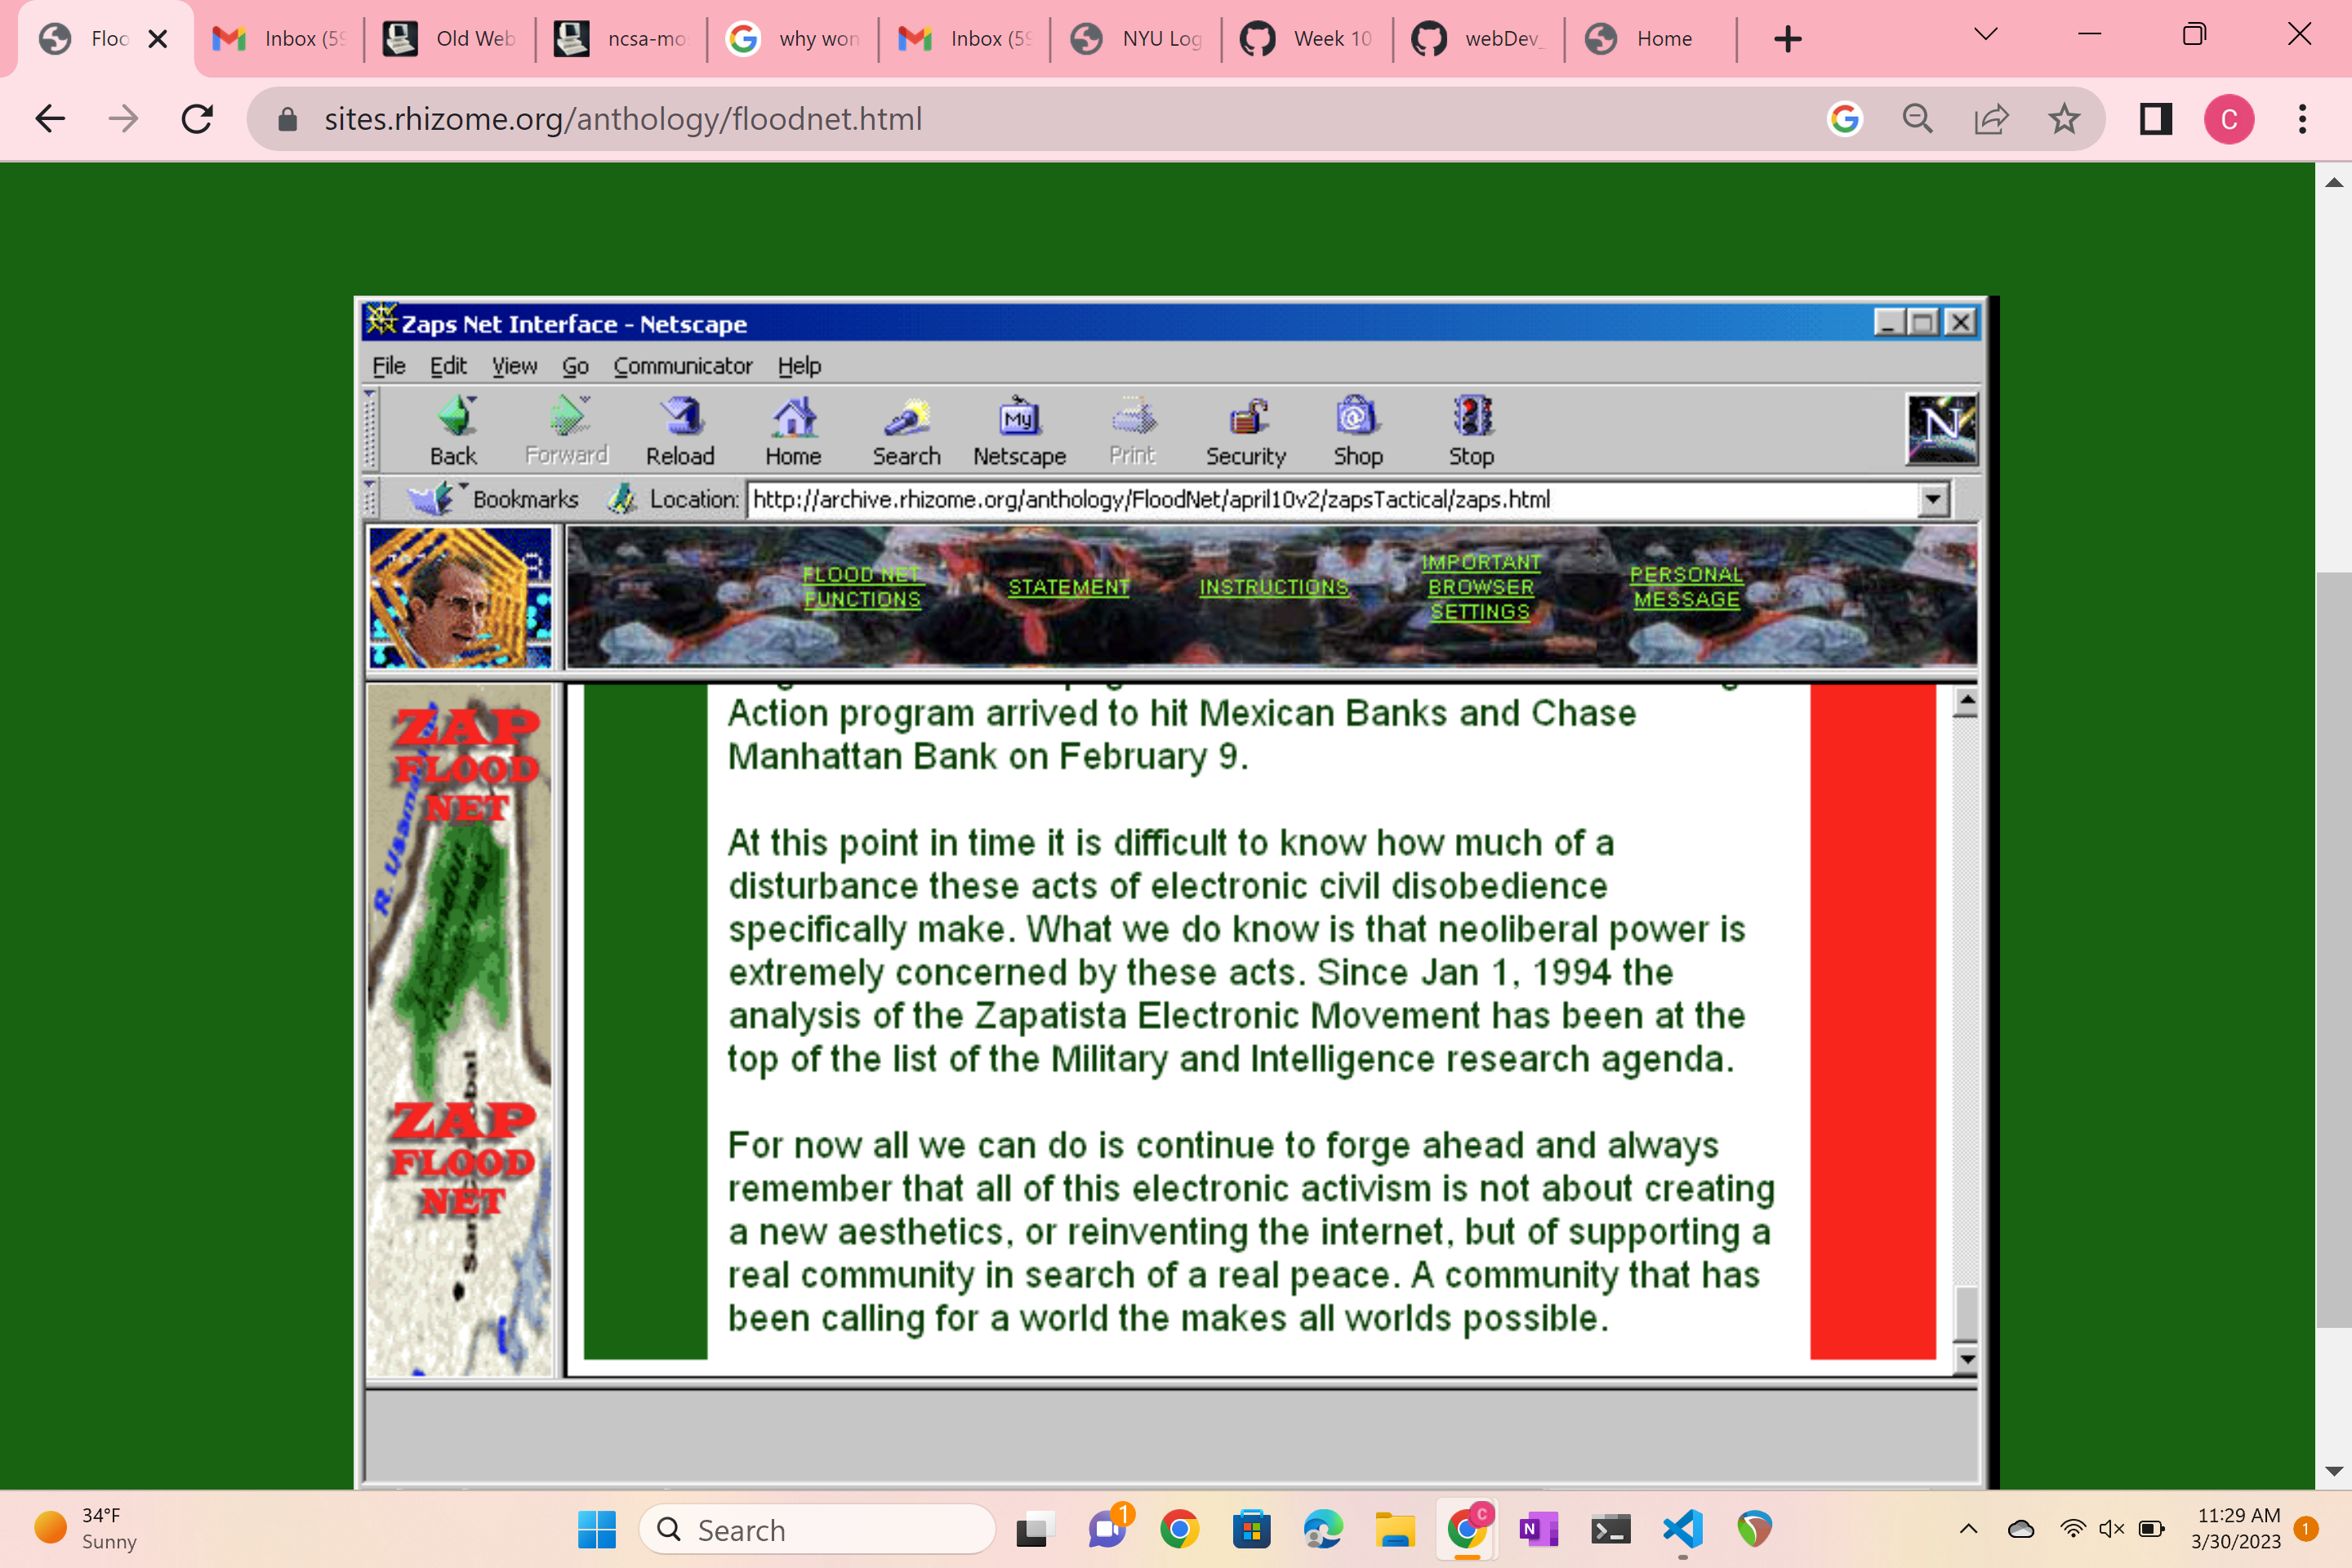 Floo
Inbox (59
Old Web
ncsa-mo
why won
Inbox (59
NYU Log
Week 10
webDev_
Home
sites.rhizome.org/anthology/floodnet.html
C
Zaps Net Interface - Netscape
File Edit View Go Communicator Help
My
N
Back Forward Reload Home Search Netscape Print Security Shop Stop
Bookmarks Location: http://archive.rhizome.org/anthology/FloodNet/april10v2/zapsTactical/zaps.html
FLOOD NET
FUNCTIONS
STATEMENT
INSTRUCTIONS
IMPORTANT
BROWSER
SETTINGS
PERSONAL
MESSAGE
ZAP
FLOOD
NET
ZAP
FLOOD
NET
Action program arrived to hit Mexican Banks and Chase
Manhattan Bank on February 9.
At this point in time it is difficult to know how much of a
disturbance these acts of electronic civil disobedience
specifically make. What we do know is that neoliberal power is
extremely concerned by these acts. Since Jan 1, 1994 the
analysis of the Zapatista Electronic Movement has been at the
top of the list of the Military and Intelligence research agenda.
For now all we can do is continue to forge ahead and always
remember that all of this electronic activism is not about creating
a new aesthetics, or reinventing the internet, but of supporting a
real community in search of a real peace. A community that has
been calling for a world the makes all worlds possible.
34°F
Sunny
Search
1
C
N
11:29 AM
3/30/2023
1